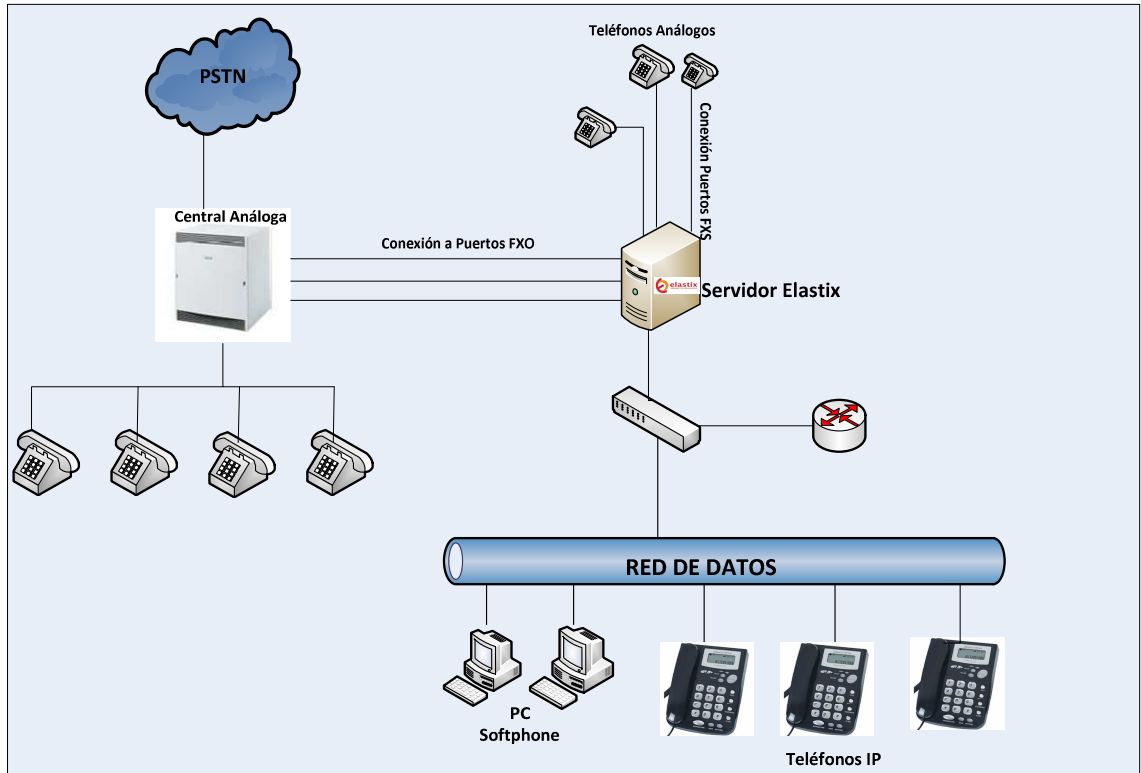 PSTN
Teléfonos Análogos
Conexión Puertos FXS
Central Análoga
Conexión a Puertos FXO
elastix
Servidor Elastix
RED DE DATOS
PC
Softphone
Teléfonos IP